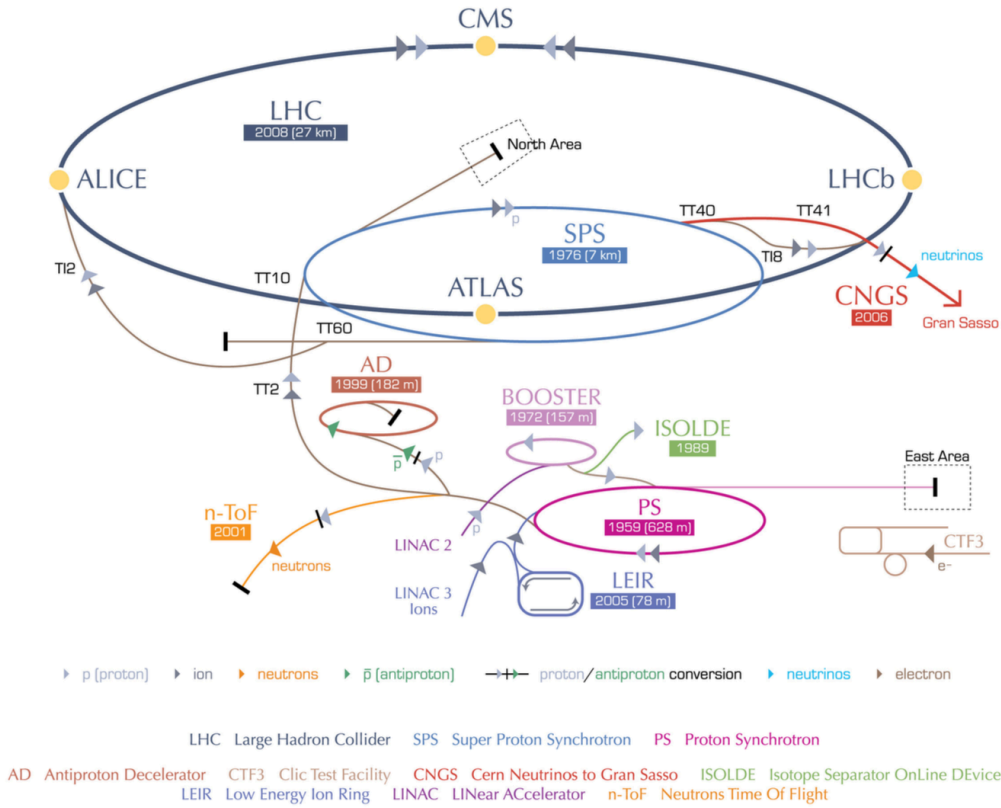 CMS
LHC
2008 (27 km)
North Area
ALICE
LHCb
TT40
TT41
SPS
1976 (7 km)
p
TI2
TT10
TI8
neutrinos
ATLAS
CNGS
2006
Gran Sasso
TT60
AD
1999 (182 m)
TT2
BOOSTER
1972 (157 m)
ISOLDE
1989
p̅
p
East Area
n-ToF
2001
PS
1959 (628 m)
p
LINAC 2
neutrons
CTF3
e-
LEIR
2005 (78 m)
LINAC 3
Ions
p (proton) ion neutrons p̅ (antiproton) proton/antiproton conversion neutrinos electron
LHC Large Hadron Collider SPS Super Proton Synchrotron PS Proton Synchrotron
AD Antiproton Decelerator CTF3 Clic Test Facility CNGS Cern Neutrinos to Gran Sasso ISOLDE Isotope Separator OnLine DEvice
LEIR Low Energy Ion Ring LINAC LINear ACcelerator n-ToF Neutrons Time Of Flight